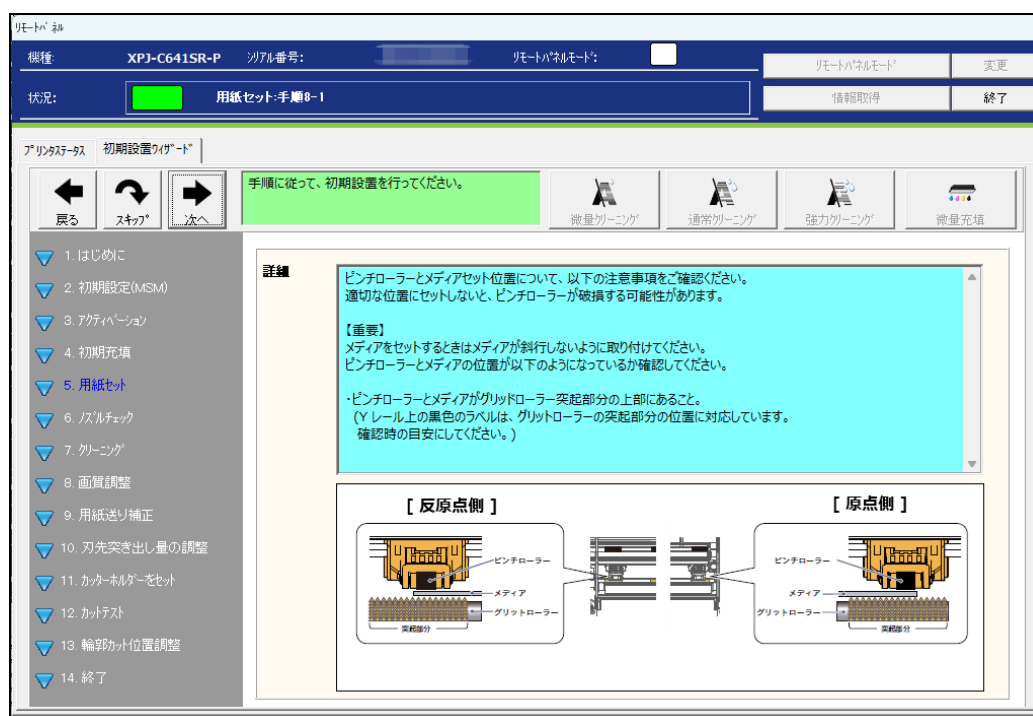 リモートパネル
機種: XPJ-C641SR-P シリアル番号: リモートパネルモード: リモートパネルモード 変更
状況: 用紙セット:手順8-1 情報取得 終了
プリンタステータス 初期設置ウィザード
戻る スキップ 次へ 手順に従って、初期設置を行ってください。 微量クリーニング 通常クリーニング 強力クリーニング 微量充填
1. はじめに
2. 初期設定(MSM)
3. アクティベーション
4. 初期充填
5. 用紙セット
6. ノズルチェック
7. クリーニング
8. 画質調整
9. 用紙送り補正
10. 刃先突き出し量の調整
11. カッターホルダーをセット
12. カットテスト
13. 輪郭カット位置調整
14. 終了
詳細
ピンチローラーとメディアセット位置について、以下の注意事項をご確認ください。
適切な位置にセットしないと、ピンチローラーが破損する可能性があります。
【重要】
メディアをセットするときはメディアが斜行しないように取り付けてください。
ピンチローラーとメディアの位置が以下のようになっているか確認してください。
・ピンチローラーとメディアがグリッドローラー突起部分の上部にあること。
(Y レール上の黒色のラベルは、グリットローラーの突起部分の位置に対応しています。
確認時の目安にしてください。)
[ 反原点側 ]
ピンチローラー
メディア
グリットローラー
突起部分
[ 原点側 ]
ピンチローラー
メディア
グリットローラー
突起部分